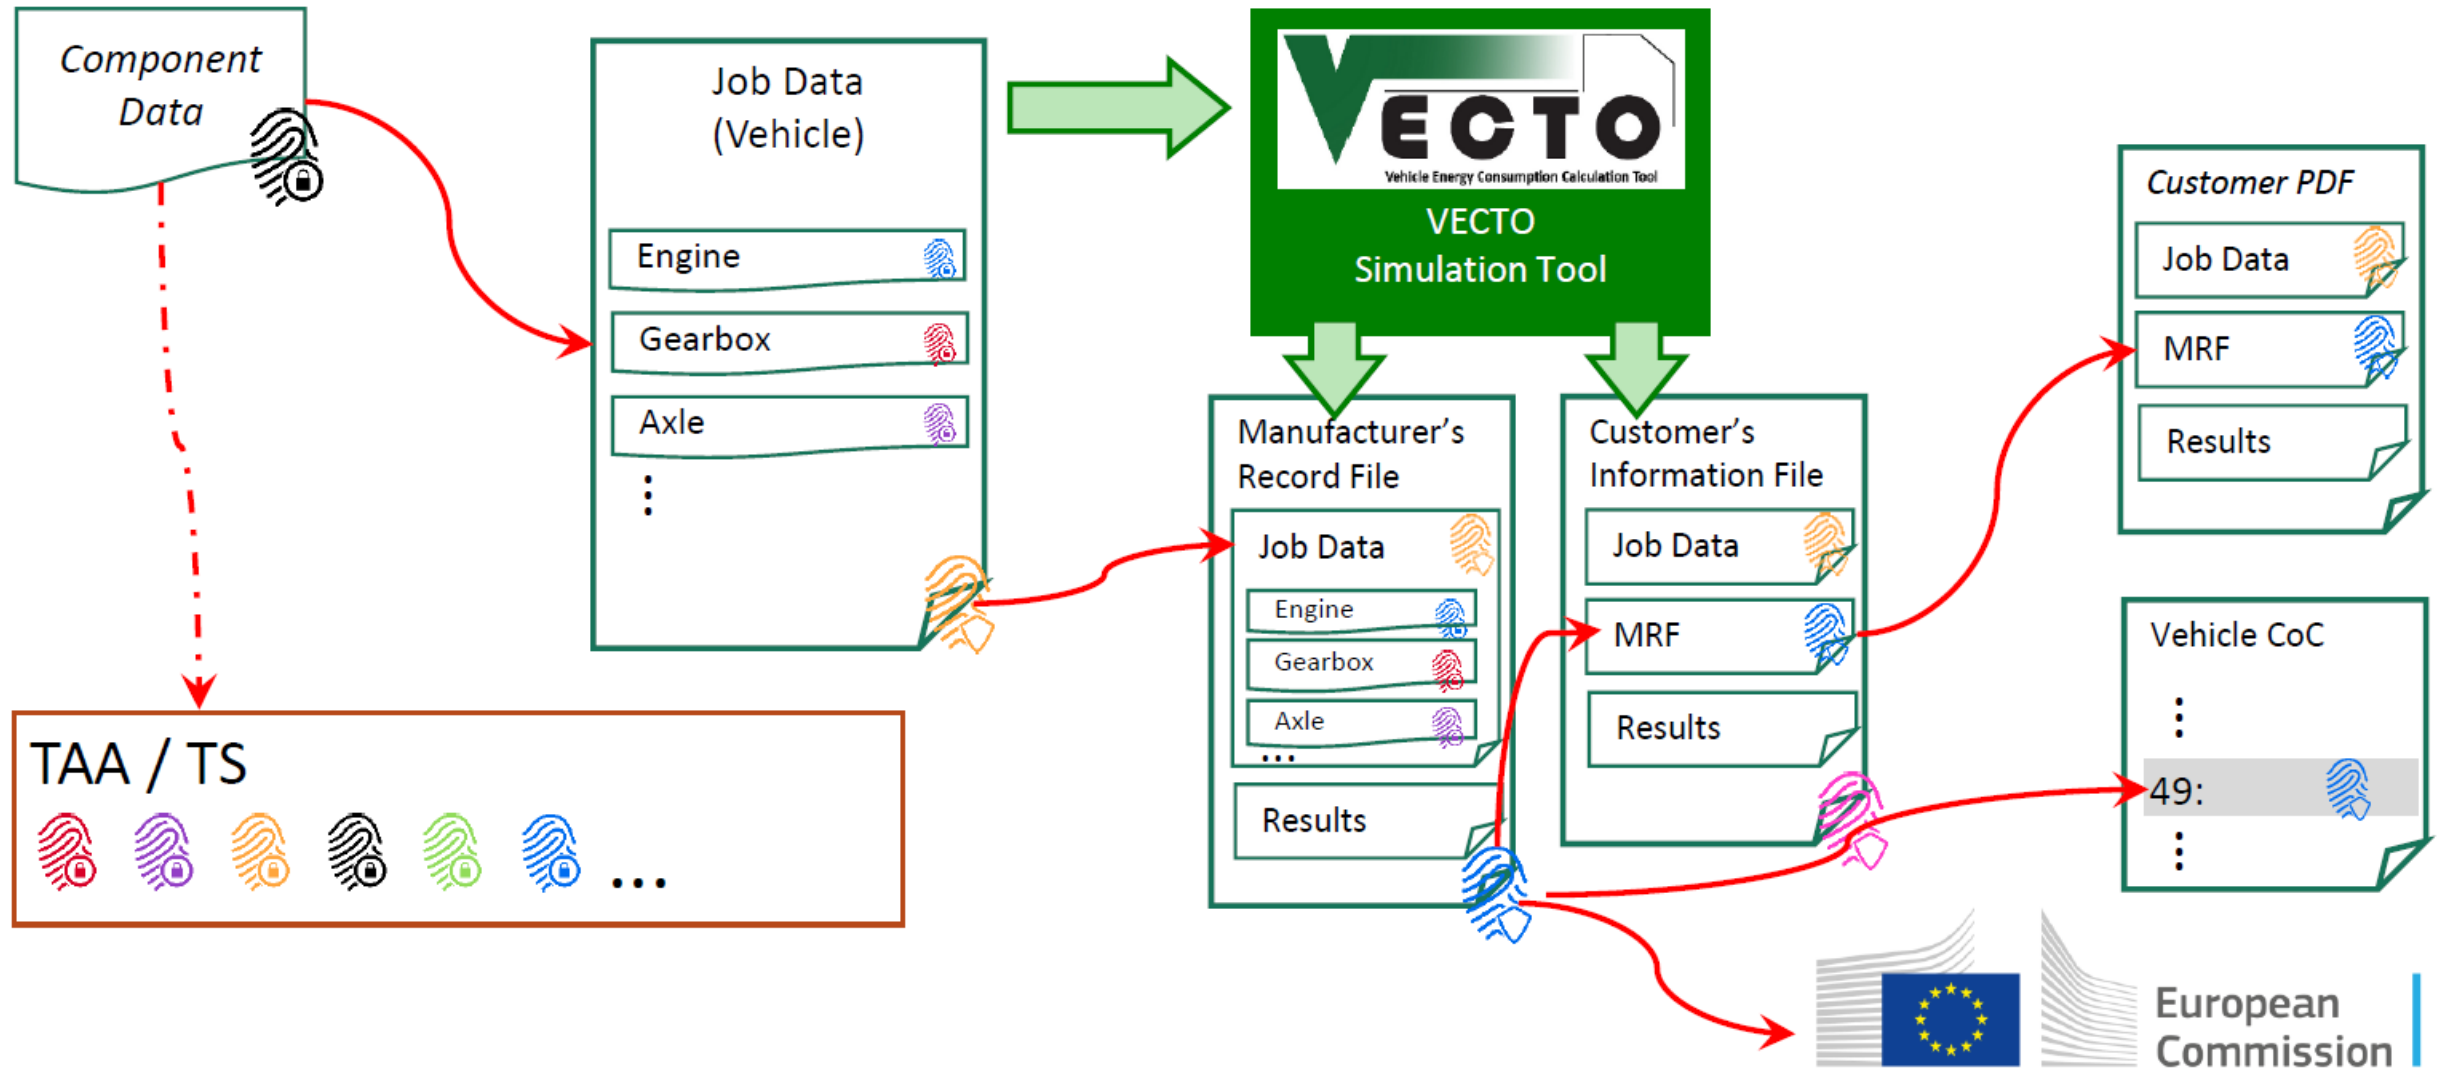 Component
Data
Job Data
(Vehicle)
Engine
Gearbox
Axle
⋮
VECTO
Vehicle Energy Consumption Calculation Tool
VECTO
Simulation Tool
Manufacturer's
Record File
Job Data
Engine
Gearbox
Axle
...
Results
Customer's
Information File
Job Data
MRF
Results
Customer PDF
Job Data
MRF
Results
Vehicle CoC
⋮
49:
⋮
TAA / TS
...
European
Commission